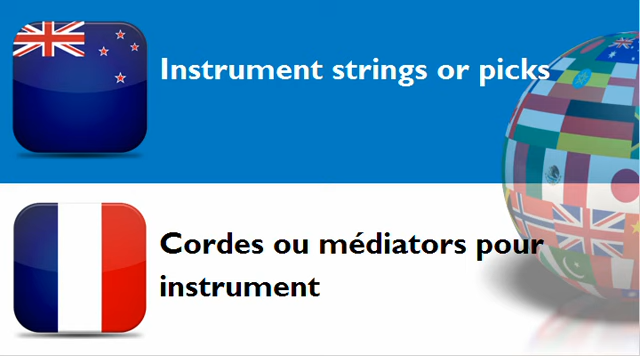 Instrument strings or picks
Cordes ou médiators pour
instrument